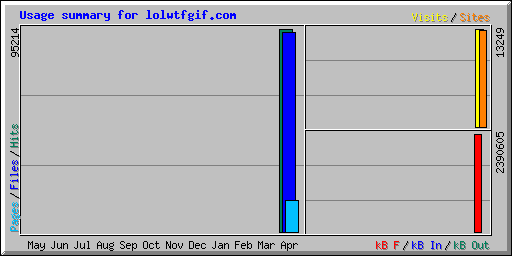 Usage summary for lolwtfgif.com
Visits/Sites
95214
13249
2390605
Pages/Files/Hits
May Jun Jul Aug Sep Oct Nov Dec Jan Feb Mar Apr
kB F/kB In/kB Out